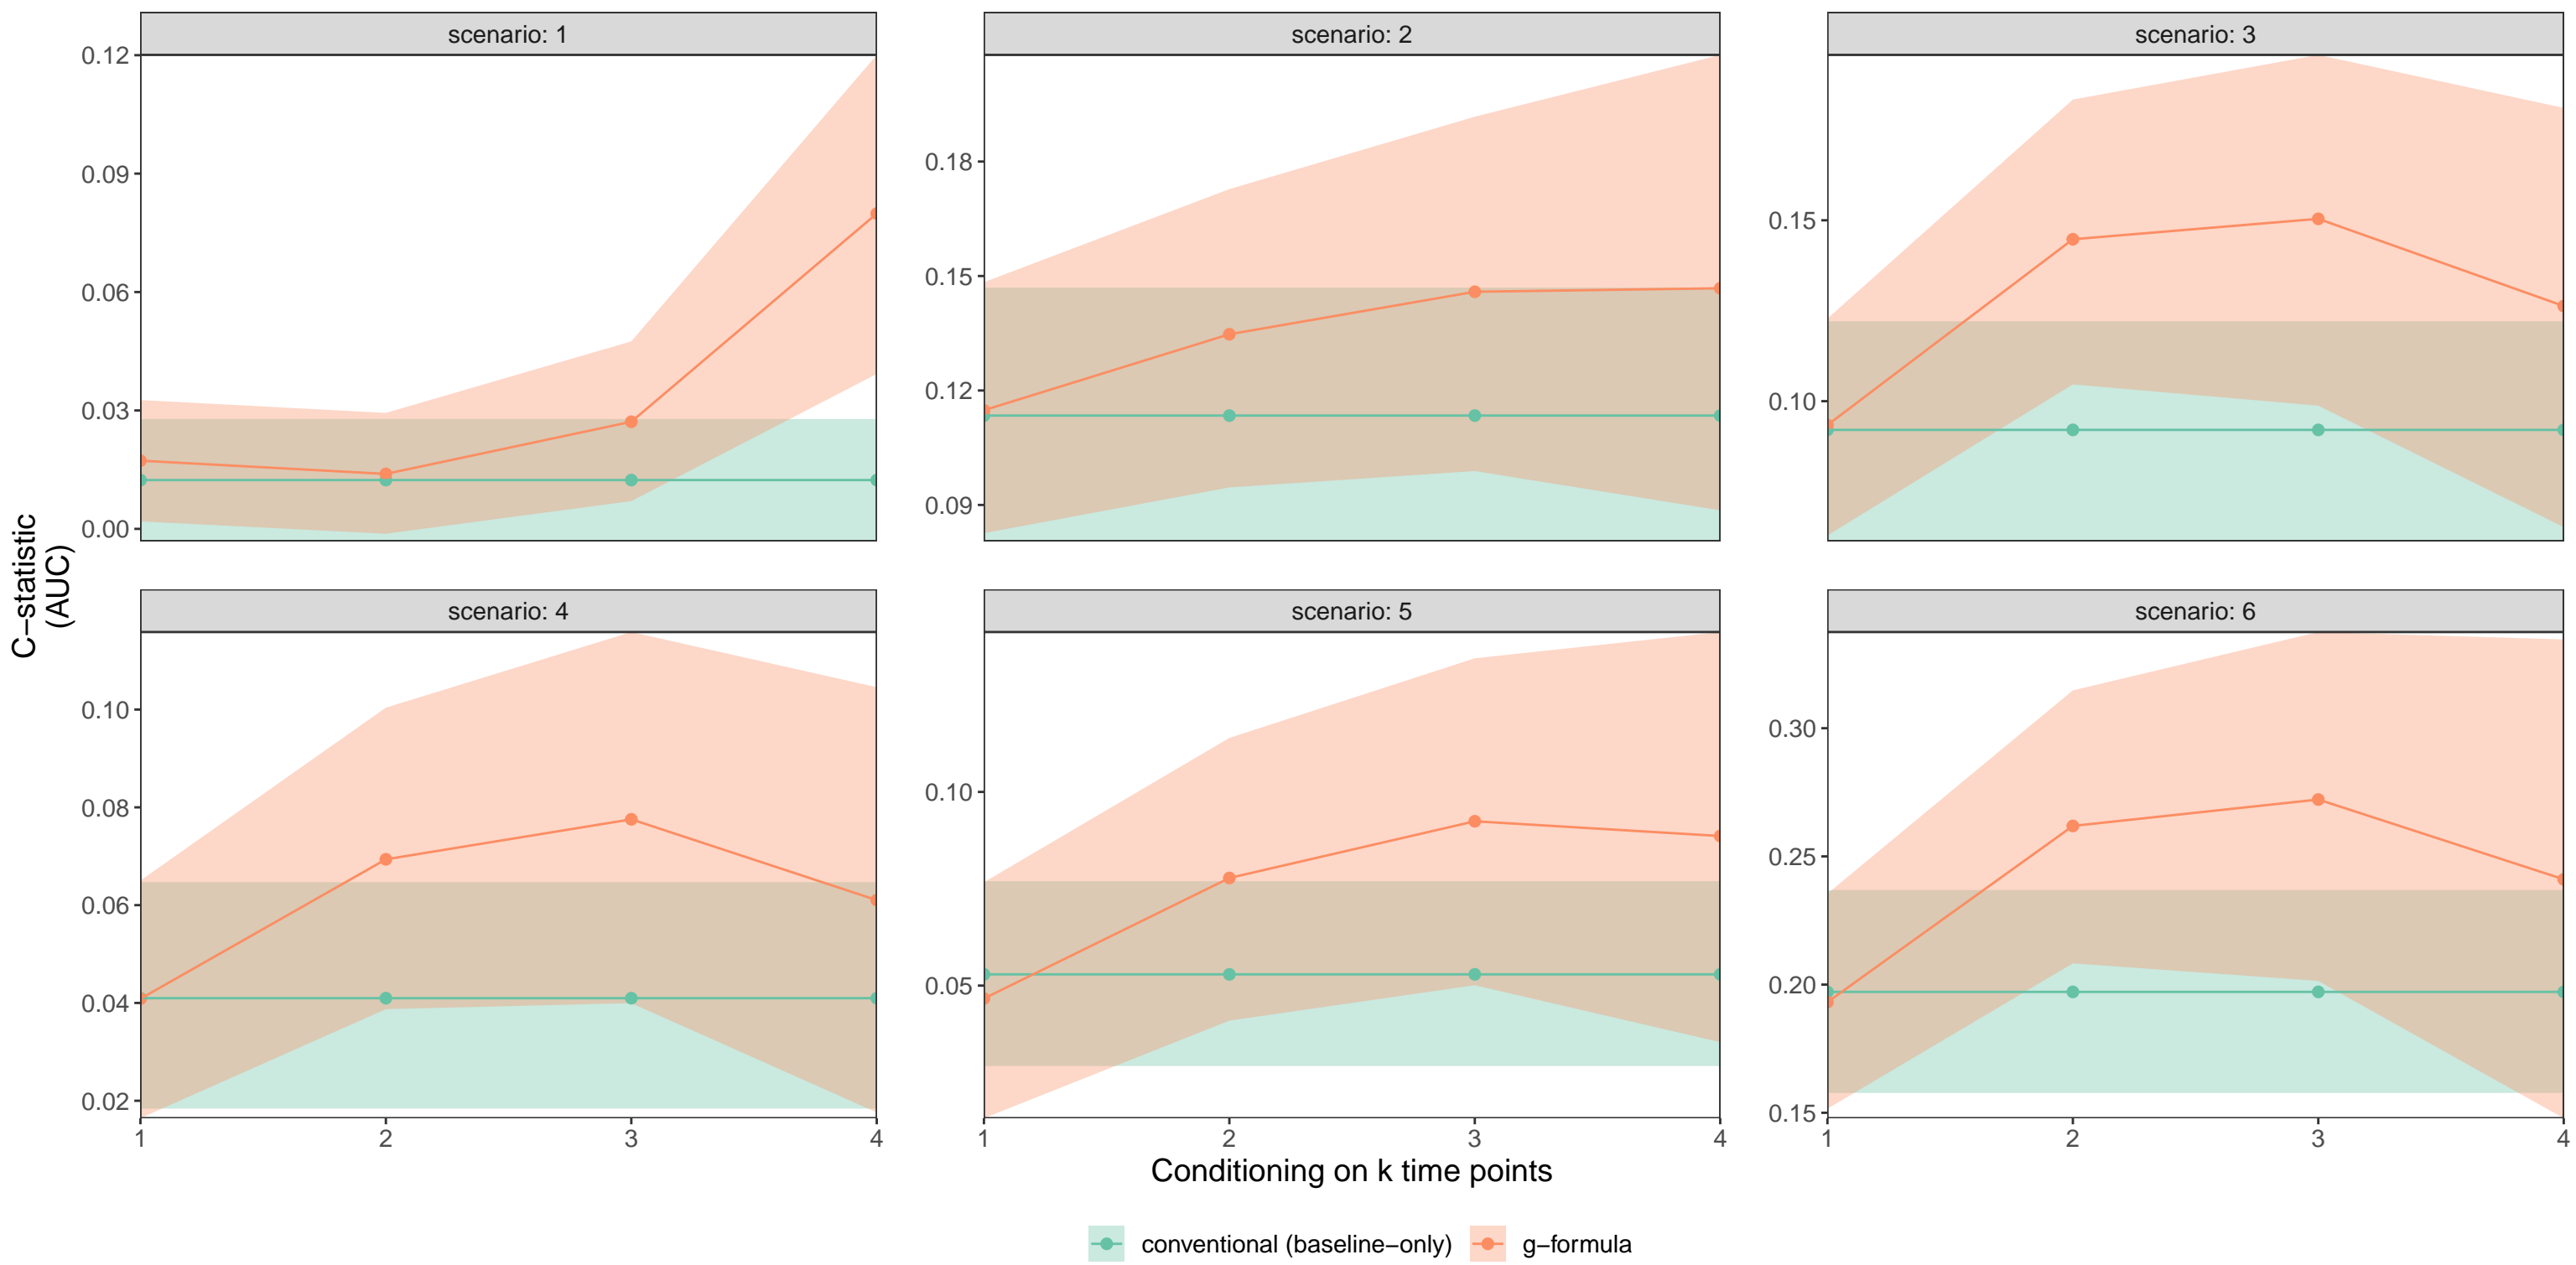 scenario: 1
scenario: 2
scenario: 3
0.12
0.09
0.06
0.03
0.00
0.18
0.15
0.12
0.09
0.15
0.10
C−statistic
(AUC)
scenario: 4
scenario: 5
scenario: 6
0.10
0.08
0.06
0.04
0.02
0.10
0.05
0.30
0.25
0.20
0.15
1 2 3 4
1 2 3 4
1 2 3 4
Conditioning on k time points
conventional (baseline−only) g−formula